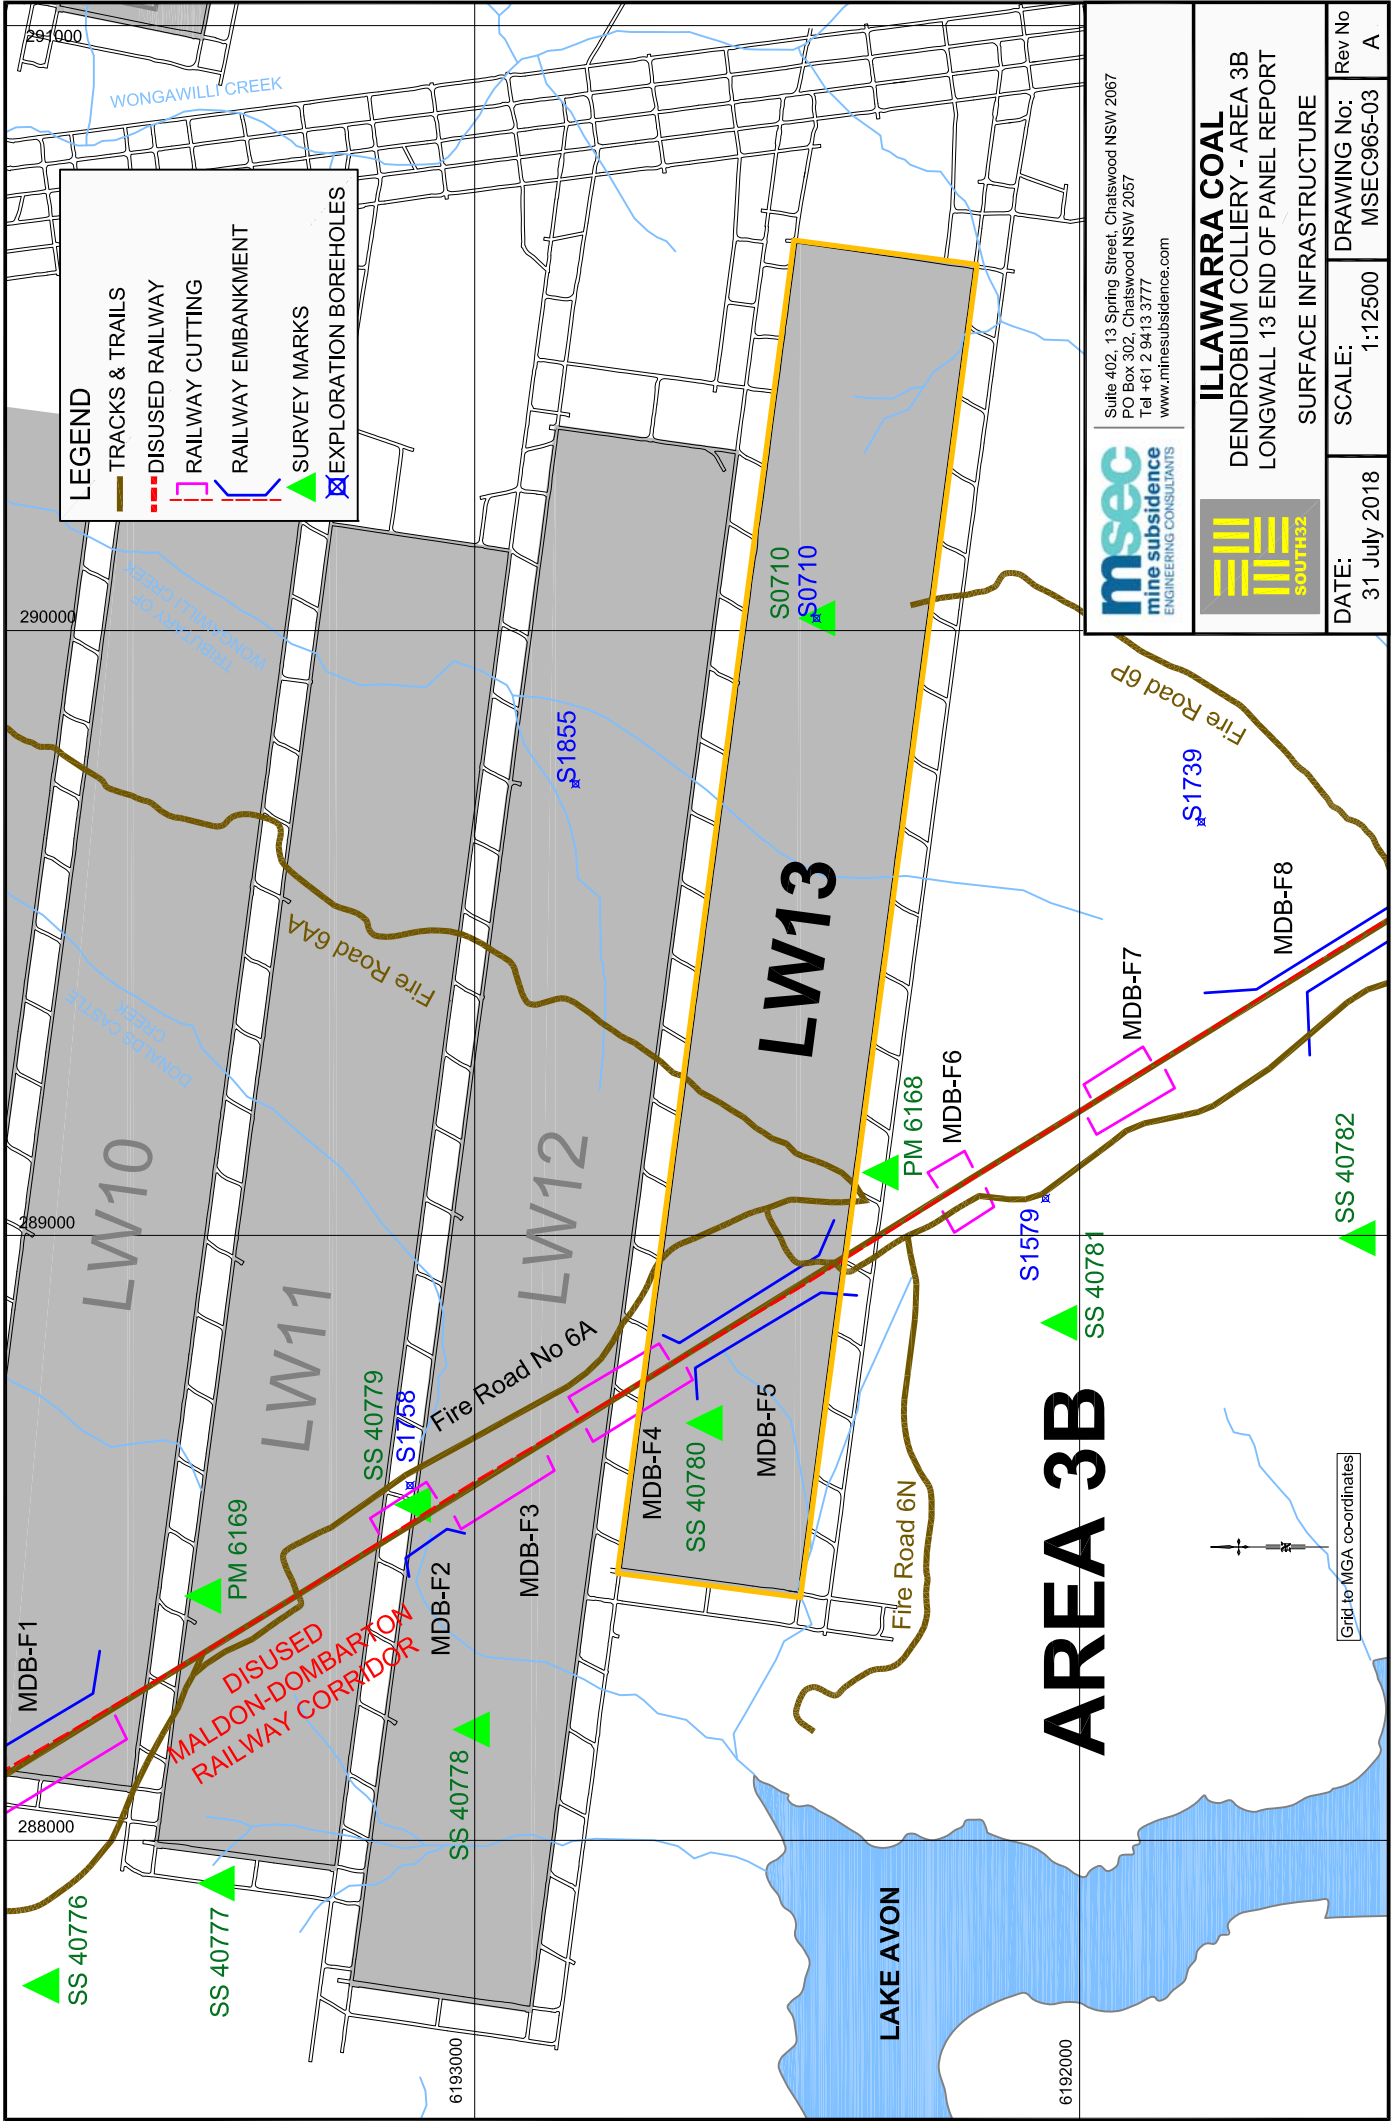 291000
290000
289000
288000
6193000
6192000
WONGAWILLI CREEK
LEGEND
TRACKS & TRAILS
DISUSED RAILWAY
RAILWAY CUTTING
RAILWAY EMBANKMENT
SURVEY MARKS
EXPLORATION BOREHOLES
TRIBUTARY OF
WONGAWILLI CREEK
DONALDS CASTLE
CREEK
Fire Road 6AA
LW10
LW11
LW12
LW13
S0710
S0710
S1855
S1739
Fire Road 6P
MDB-F8
MDB-F7
MDB-F6
PM 6168
S1579
SS 40781
SS 40782
SS 40779
S1758
Fire Road No 6A
MDB-F1
PM 6169
DISUSED
MALDON-DOMBARTON
RAILWAY CORRIDOR
MDB-F2
MDB-F3
MDB-F4
SS 40780
MDB-F5
Fire Road 6N
SS 40776
SS 40777
SS 40778
LAKE AVON
AREA 3B
N
Grid to MGA co-ordinates
msec
mine subsidence
ENGINEERING CONSULTANTS
Suite 402, 13 Spring Street, Chatswood NSW 2067
PO Box 302, Chatswood NSW 2057
Tel +61 2 9413 3777
www.minesubsidence.com
SOUTH32
ILLAWARRA COAL
DENDROBIUM COLLIERY - AREA 3B
LONGWALL 13 END OF PANEL REPORT
SURFACE INFRASTRUCTURE
DATE:
31 July 2018
SCALE:
1:12500
DRAWING No:
MSEC965-03
Rev No
A